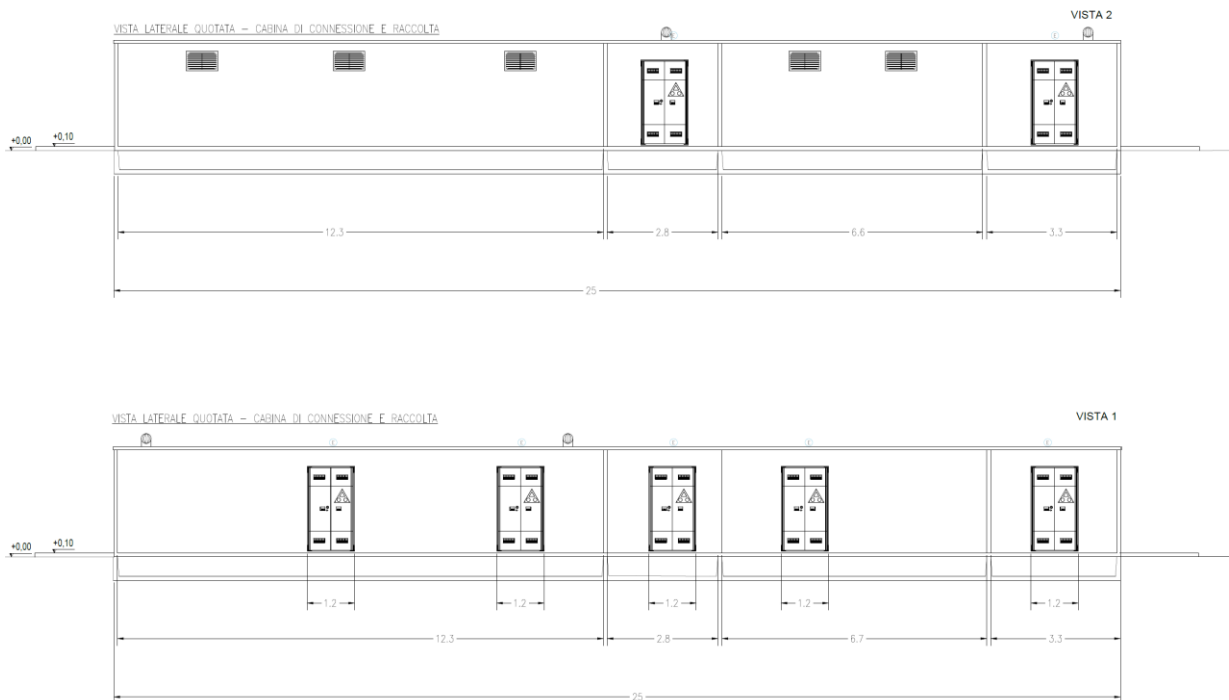 VISTA 2
VISTA LATERALE QUOTATA – CABINA DI CONNESSIONE E RACCOLTA
E E
+0,00 +0,10
12.3 2.8 6.6 3.3
25
VISTA 1
VISTA LATERALE QUOTATA – CABINA DI CONNESSIONE E RACCOLTA
E E E E E
+0,00 +0,10
1.2 1.2 1.2 1.2 1.2
12.3 2.8 6.7 3.3
25